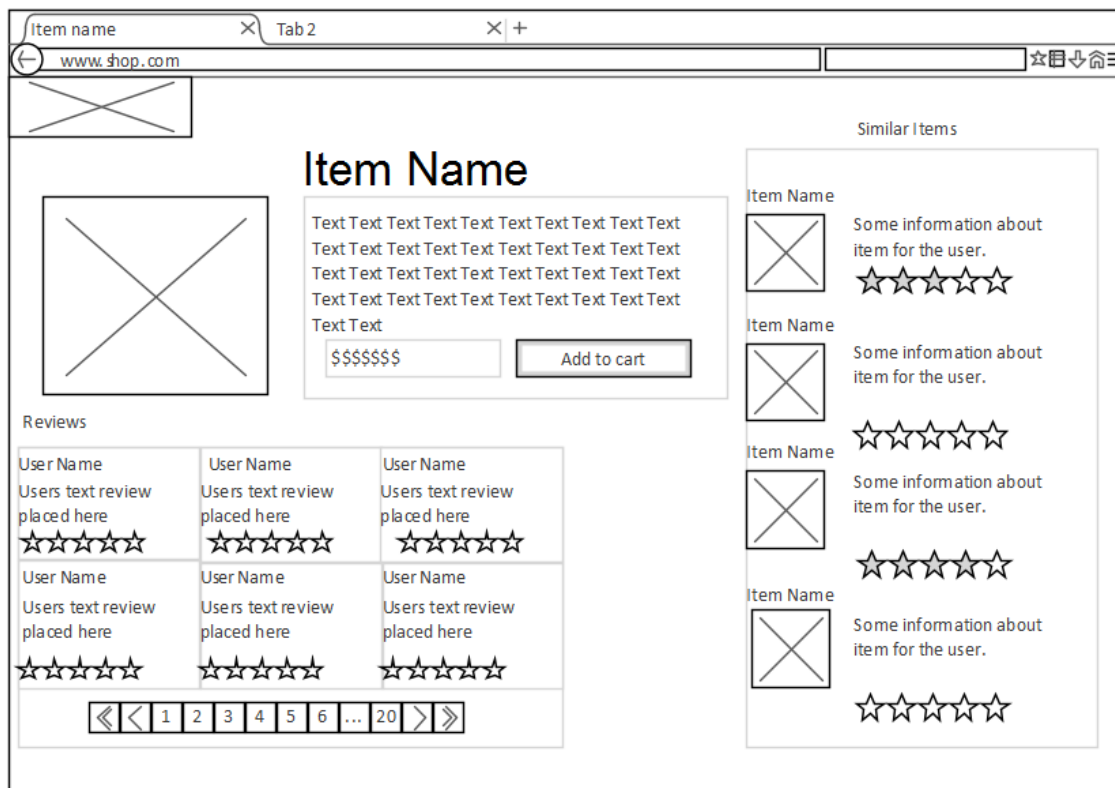 Item name
Tab 2
www.shop.com
Similar Items
Item Name
Text Text Text Text Text Text Text Text Text Text
Text Text Text Text Text Text Text Text Text Text
Text Text Text Text Text Text Text Text Text Text
Text Text Text Text Text Text Text Text Text Text
Text Text
$$$$$$$
Add to cart
Item Name
Some information about
item for the user.
Item Name
Some information about
item for the user.
Item Name
Some information about
item for the user.
Item Name
Some information about
item for the user.
Reviews
User Name
Users text review
placed here
User Name
Users text review
placed here
User Name
Users text review
placed here
User Name
Users text review
placed here
User Name
Users text review
placed here
User Name
Users text review
placed here
1 2 3 4 5 6 ... 20